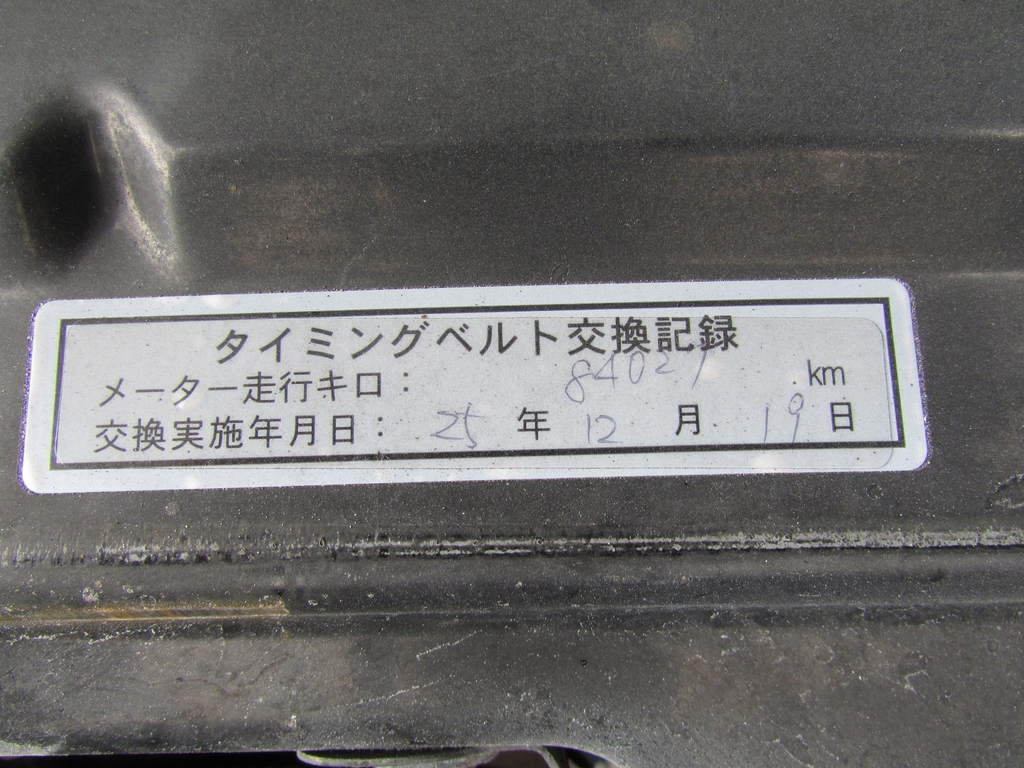 タイミングベルト交換記録
メーター走行キロ： 84021 km
交換実施年月日： 25 年 12 月 19 日